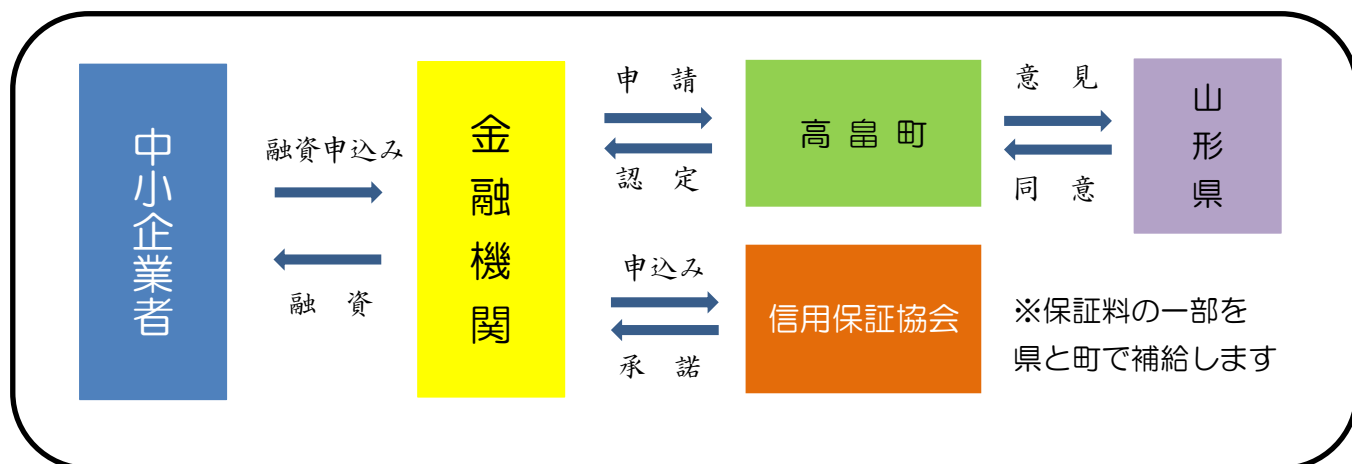 中小企業者
融資申込み
融　資
金融機関
申　請
認　定
高 畠 町
意　見
同　意
山形県
申込み
承　諾
信用保証協会
※保証料の一部を
県と町で補給します